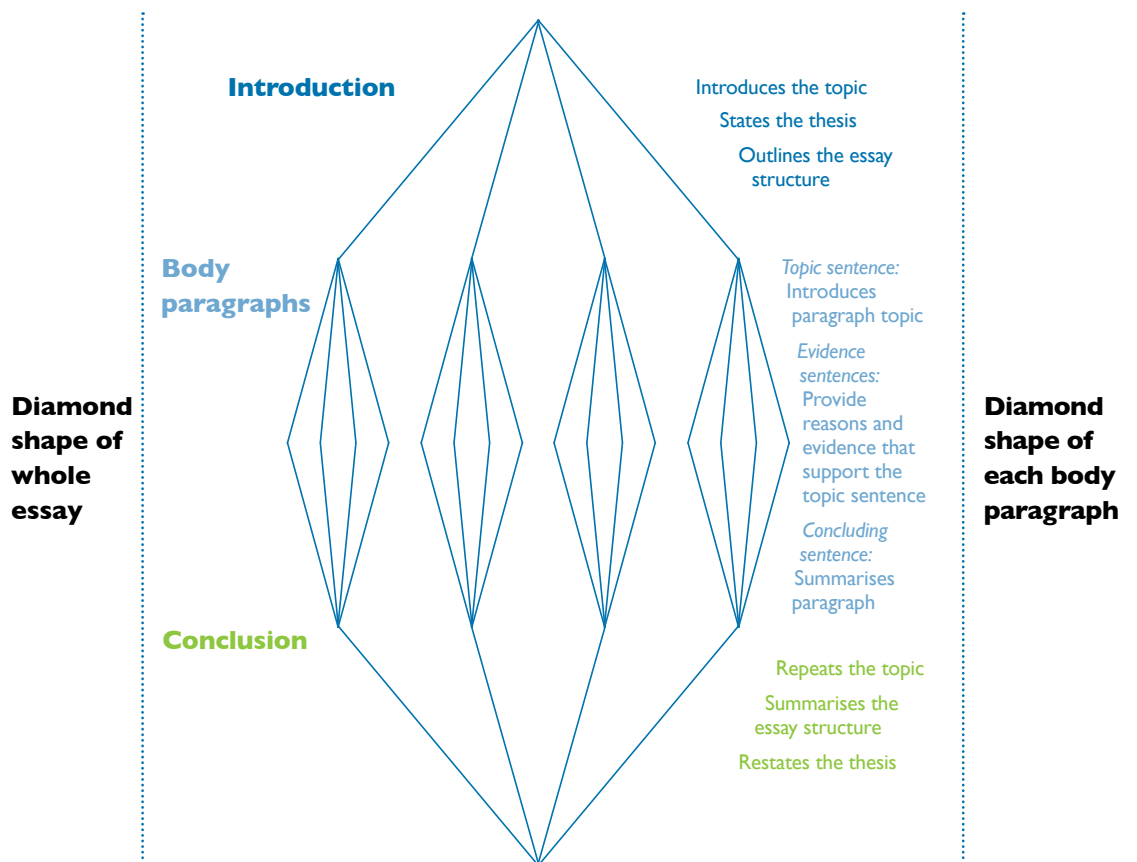 Introduction
Introduces the topic
States the thesis
Outlines the essay
structure
Body
paragraphs
Topic sentence:
Introduces
paragraph topic
Evidence
sentences:
Provide
reasons and
evidence that
support the
topic sentence
Concluding
sentence:
Summarises
paragraph
Diamond
shape of
whole
essay
Diamond
shape of
each body
paragraph
Conclusion
Repeats the topic
Summarises the
essay structure
Restates the thesis